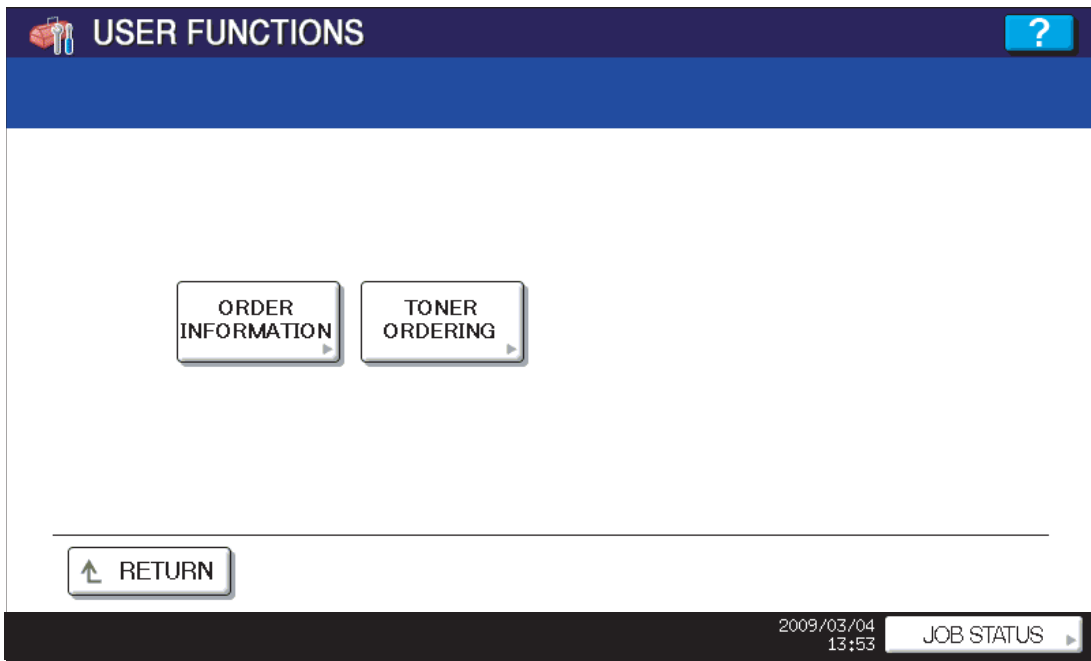 USER FUNCTIONS
?
ORDER
INFORMATION
TONER
ORDERING
RETURN
2009/03/04
13:53
JOB STATUS